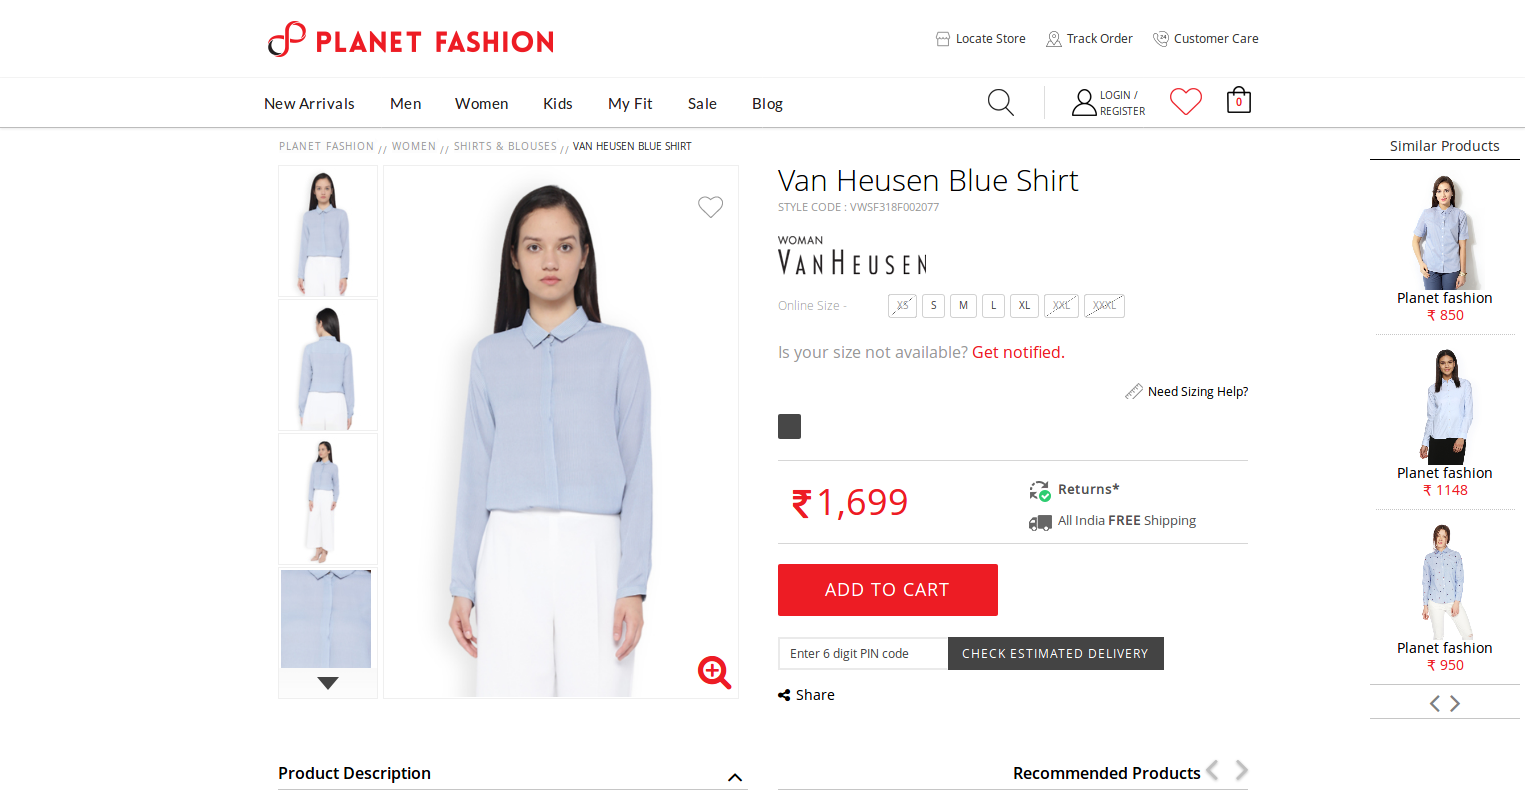 PLANET FASHION
Locate Store
Track Order
24
Customer Care
New Arrivals
Men
Women
Kids
My Fit
Sale
Blog
LOGIN /
REGISTER
0
PLANET FASHION // WOMEN // SHIRTS & BLOUSES // VAN HEUSEN BLUE SHIRT
Van Heusen Blue Shirt
STYLE CODE : VWSF318F002077
WOMAN
VAN HEUSEN
Online Size -
XS
S
M
L
XL
XXL
XXXL
Is your size not available? Get notified.
Need Sizing Help?
₹1,699
Returns*
All India FREE Shipping
ADD TO CART
Enter 6 digit PIN code
CHECK ESTIMATED DELIVERY
Share
Similar Products
Planet fashion
₹ 850
Planet fashion
₹ 1148
Planet fashion
₹ 950
Product Description
Recommended Products